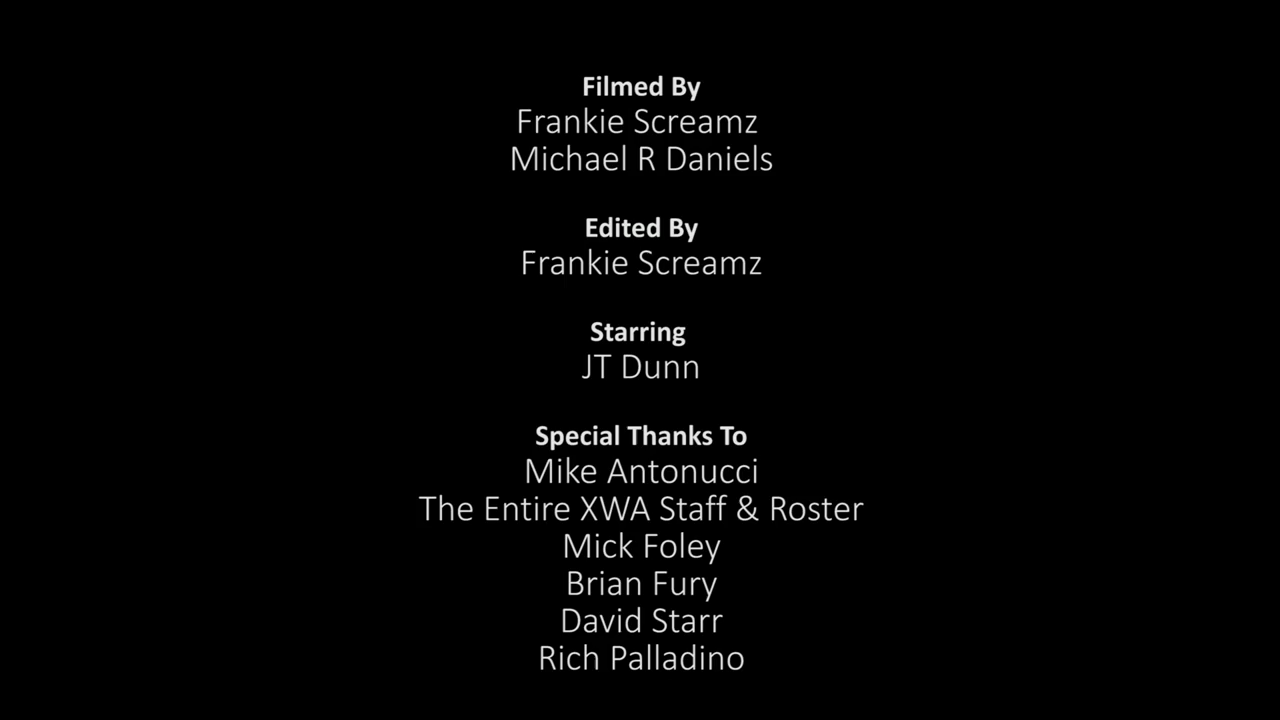 Filmed By
Frankie Screamz
Michael R Daniels
Edited By
Frankie Screamz
Starring
JT Dunn
Special Thanks To
Mike Antonucci
The Entire XWA Staff & Roster
Mick Foley
Brian Fury
David Starr
Rich Palladino